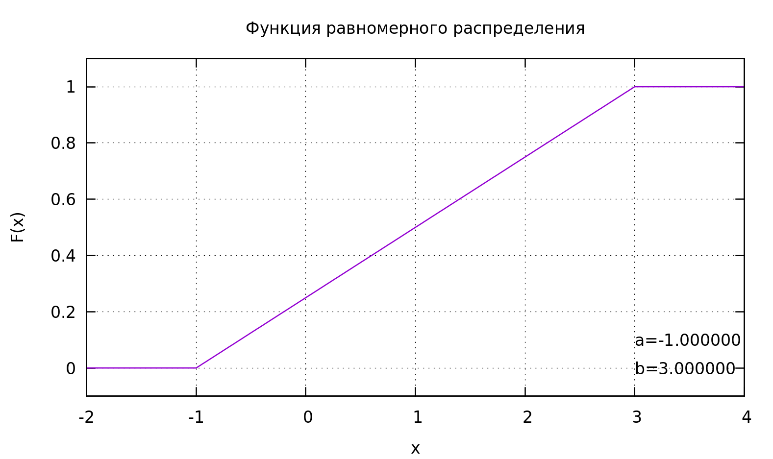 Функция равномерного распределения
1
0.8
0.6
0.4
0.2
0
F(x)
a=-1.000000
b=3.000000
-2 -1 0 1 2 3 4
x